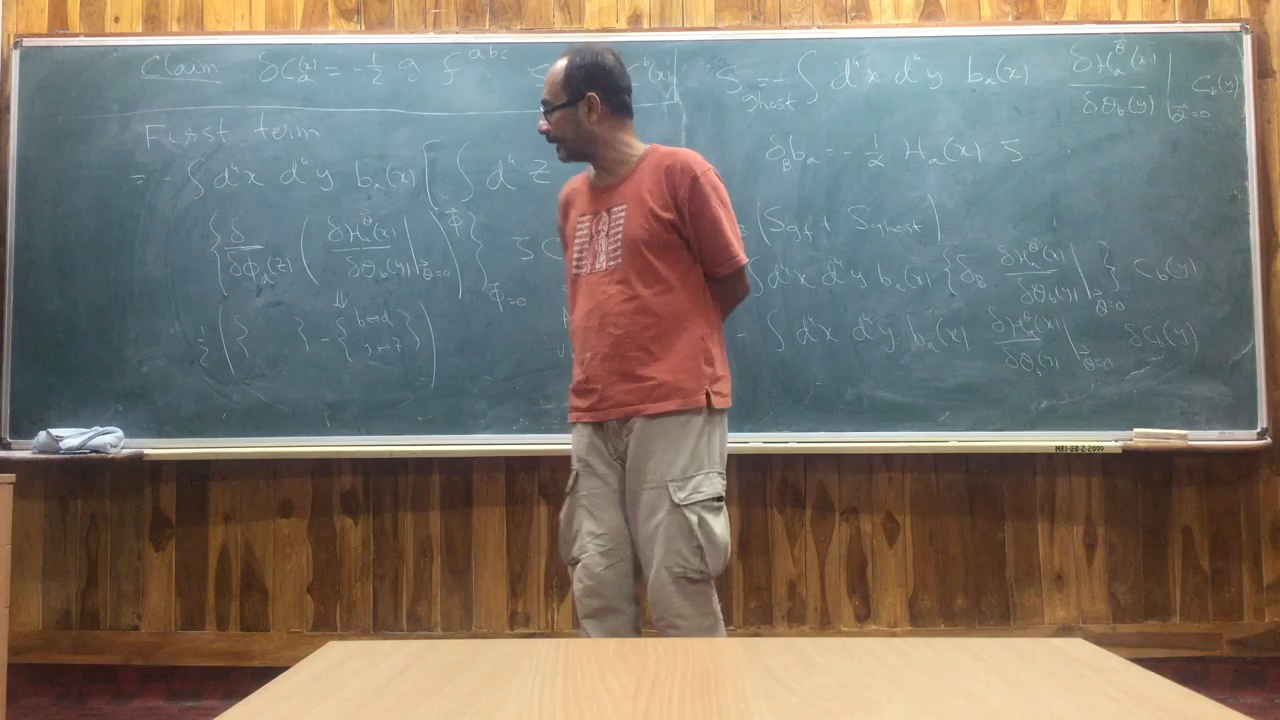 Claim δC_a(x) = -1/2 g f^{abc} C^b(x)
First term
= - ∫ d⁴x d⁴y b_a(x) [ ∫ d⁴z
{ δ/δΦ_d(z) ( δH_a^θ(x)/δθ_b(y) |_{θ=0} )^Φ }_{Φ=0} ζ C
⇓
1/2 ( { } - { b↔d y↔z } )
S_ghost = - ∫ d⁴x d⁴y b_a(x) δH_a^θ(x)/δθ_b(y) |_{θ=0} C_b(y)
δ_B b_a = -1/2 H_a(x) ζ
(S_gf + S_ghost)
∫ d⁴x d⁴y b_a(x) { δ_B δH_a^θ(x)/δθ_b(y) |_{θ=0} } C_b(y)
- ∫ d⁴x d⁴y b_a(x) δH_a^θ(x)/δθ_b(y) |_{θ=0} δC_b(y)